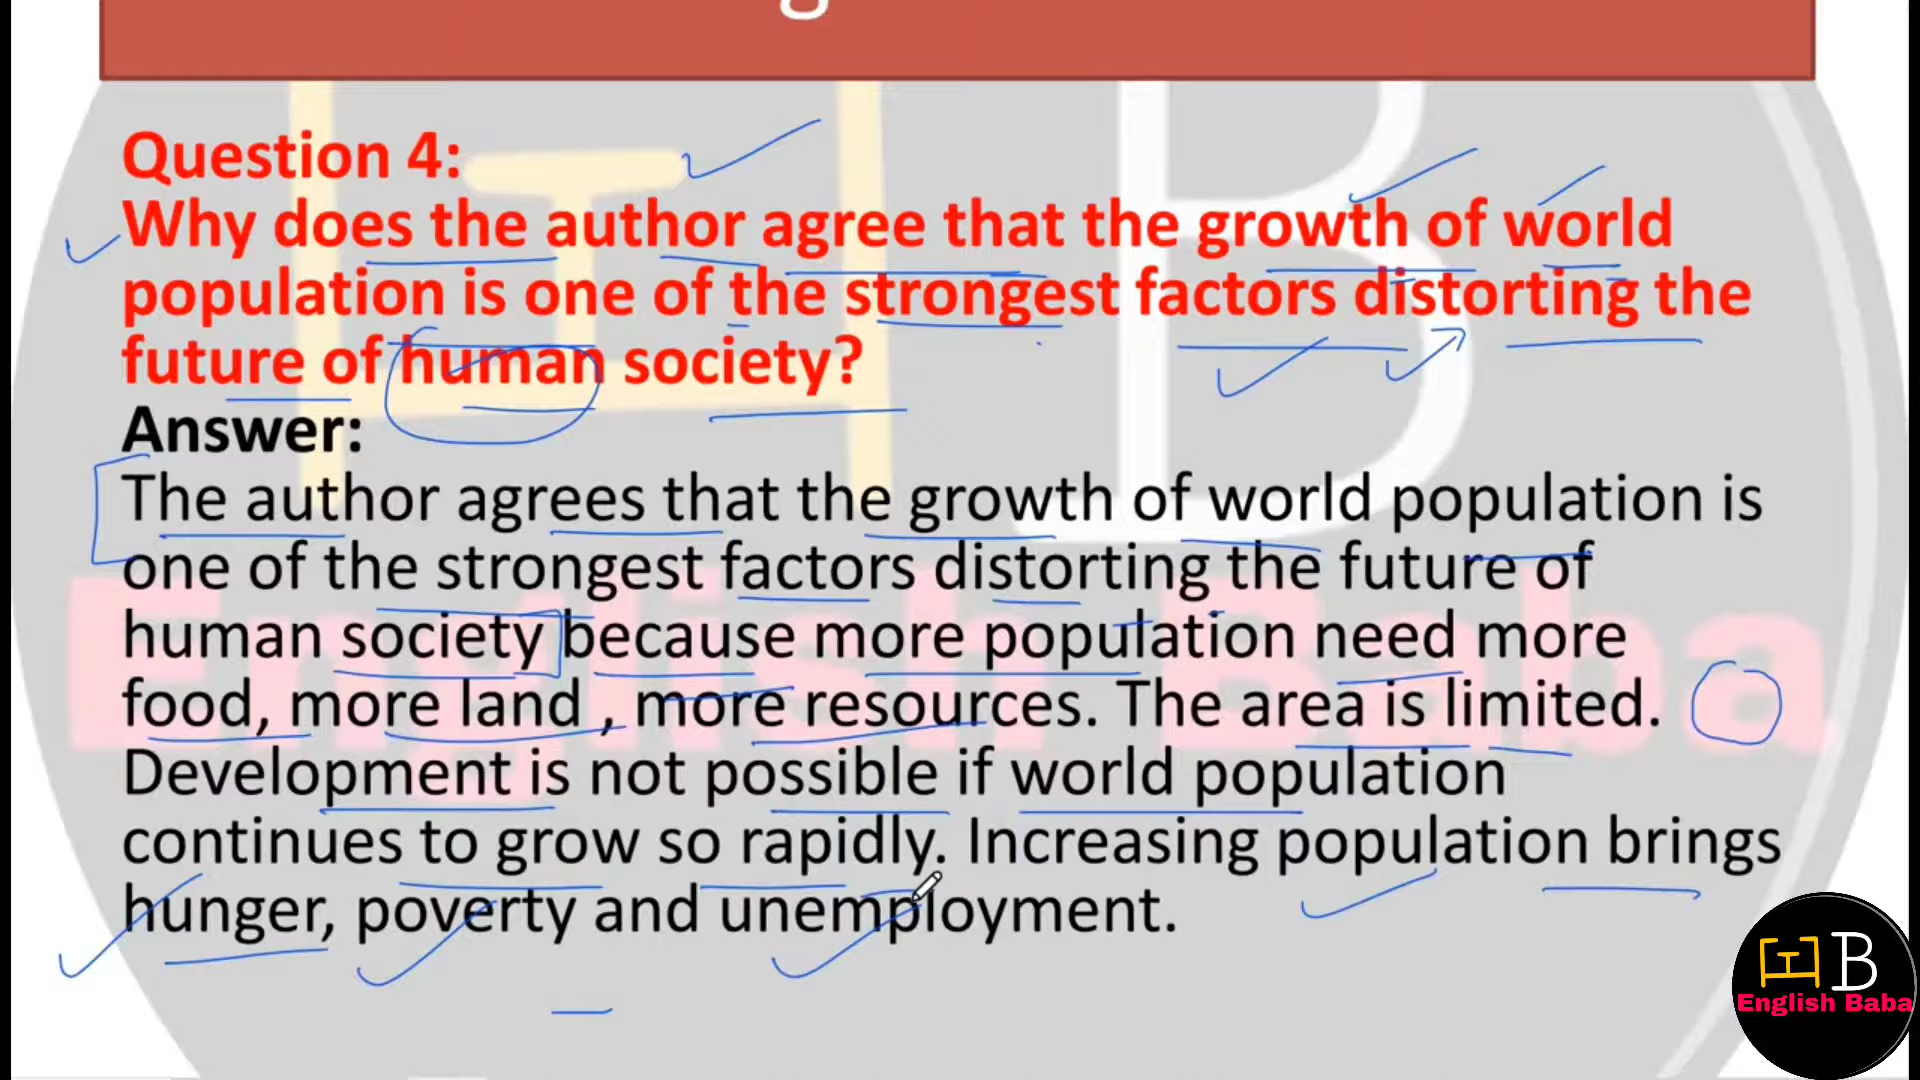 Question 4:
Why does the author agree that the growth of world
population is one of the strongest factors distorting the
future of human society?
Answer:
The author agrees that the growth of world population is
one of the strongest factors distorting the future of
human society because more population need more
food, more land , more resources. The area is limited.
Development is not possible if world population
continues to grow so rapidly. Increasing population brings
hunger, poverty and unemployment.
English Baba
B
English Baba